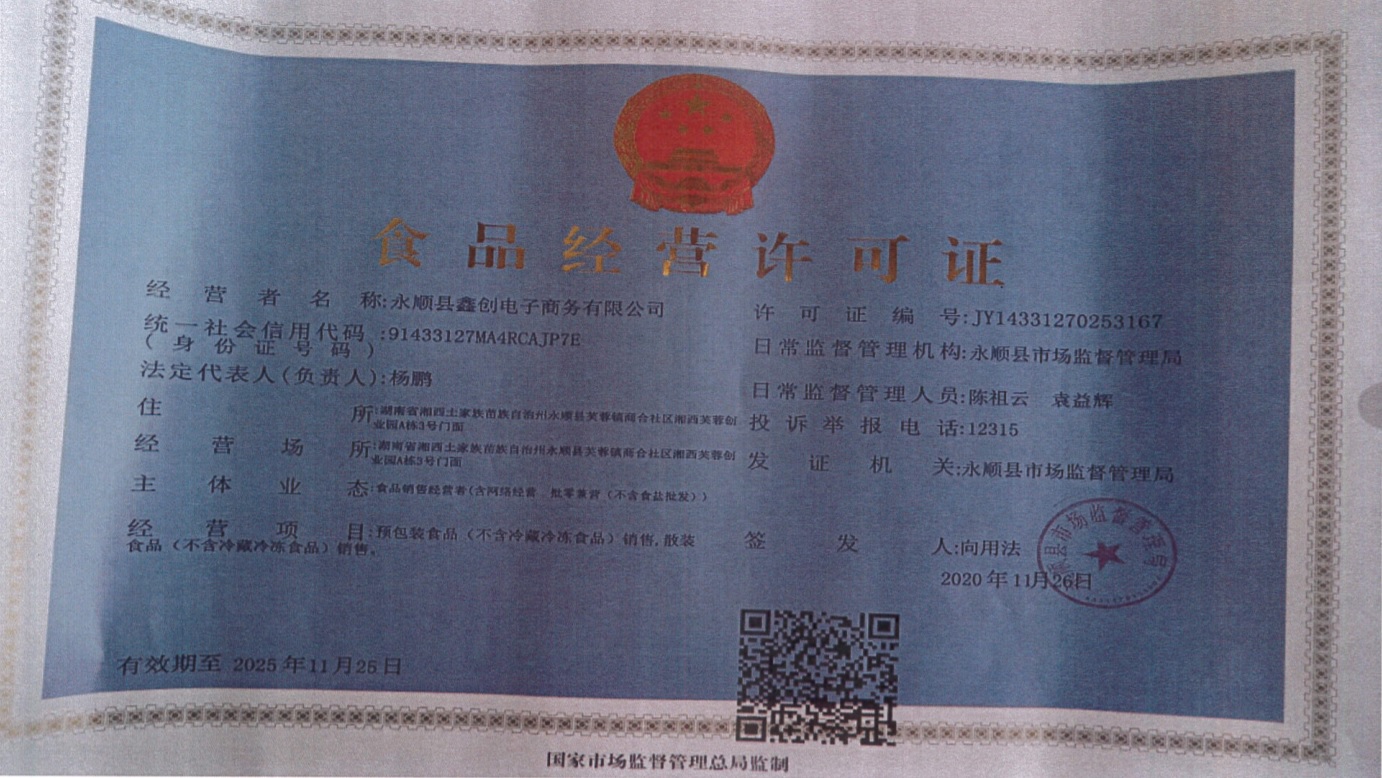 食品经营许可证
经营者名称:永顺县鑫创电子商务有限公司
统一社会信用代码:91433127MA4RCAJP7E
(身份证号码)
法定代表人(负责人):杨鹏
住所:湖南省湘西土家族苗族自治州永顺县芙蓉镇商合社区湘西芙蓉创
业园A栋3号门面
经营场所:湖南省湘西土家族苗族自治州永顺县芙蓉镇商合社区湘西芙蓉创
业园A栋3号门面
主体业态:食品销售经营者(含网络经营、批零兼营(不含食盐批发))
经营项目:预包装食品(不含冷藏冷冻食品)销售,散装
食品(不含冷藏冷冻食品)销售。
有效期至 2025年11月25日
许可证编号:JY14331270253167
日常监督管理机构:永顺县市场监督管理局
日常监督管理人员:陈祖云 袁益辉
投诉举报电话:12315
发证机关:永顺县市场监督管理局
签发人:向用法
2020年11月26日
顺县市场监督管理局
国家市场监督管理总局监制